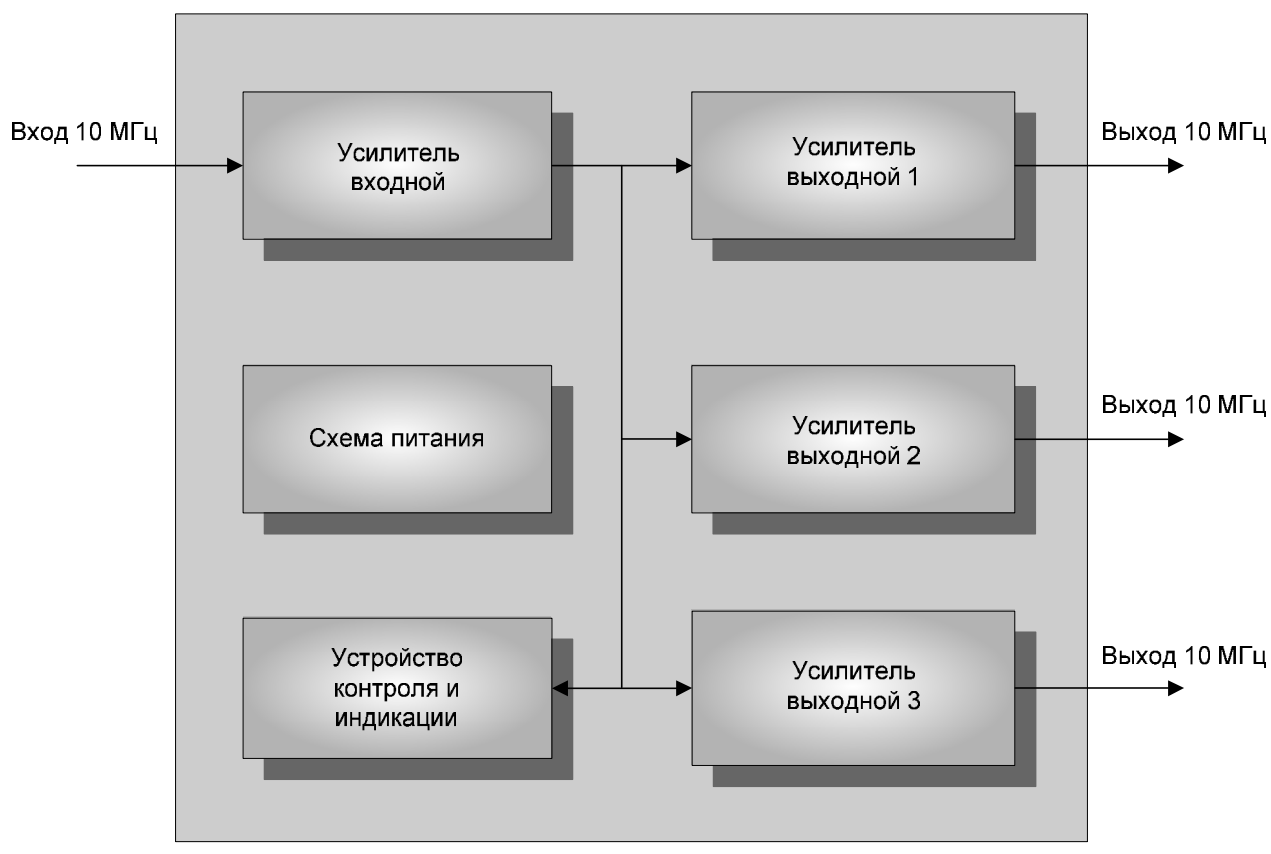 Вход 10 МГц
Усилитель
входной
Усилитель
выходной 1
Выход 10 МГц
Схема питания
Усилитель
выходной 2
Выход 10 МГц
Устройство
контроля и
индикации
Усилитель
выходной 3
Выход 10 МГц